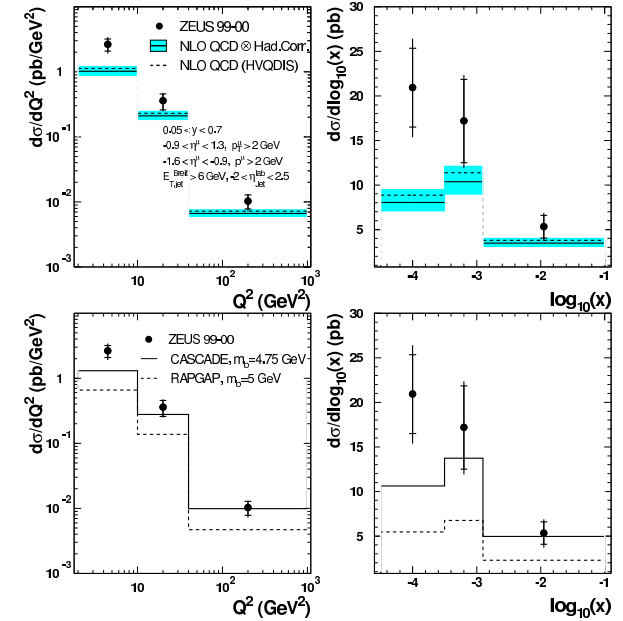 dσ/dQ² (pb/GeV²)
1
10⁻¹
10⁻²
10⁻³
10
10²
10³
Q² (GeV²)
ZEUS 99-00
NLO QCD ⊗ Had.Corr.
NLO QCD (HVQDIS)
0.05 < y < 0.7
-0.9 < η^μ < 1.3, p_T^μ > 2 GeV
-1.6 < η^μ < -0.9, p^μ > 2 GeV
E_{T,jet}^{Breit} > 6 GeV, -2 < η_{Jet}^{lab} < 2.5
dσ/dlog₁₀(x) (pb)
30
25
20
15
10
5
-4
-3
-2
-1
log₁₀(x)
dσ/dQ² (pb/GeV²)
1
10⁻¹
10⁻²
10⁻³
10
10²
10³
Q² (GeV²)
ZEUS 99-00
CASCADE, m_b=4.75 GeV
RAPGAP, m_b=5 GeV
dσ/dlog₁₀(x) (pb)
30
25
20
15
10
5
-4
-3
-2
-1
log₁₀(x)